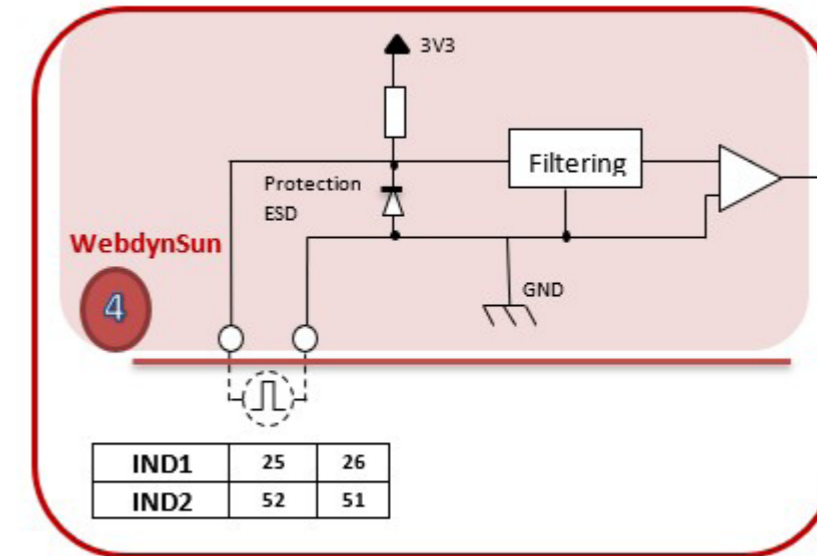 3V3
Filtering
Protection
ESD
WebdynSun
4
GND
IND1 25 26
IND2 52 51